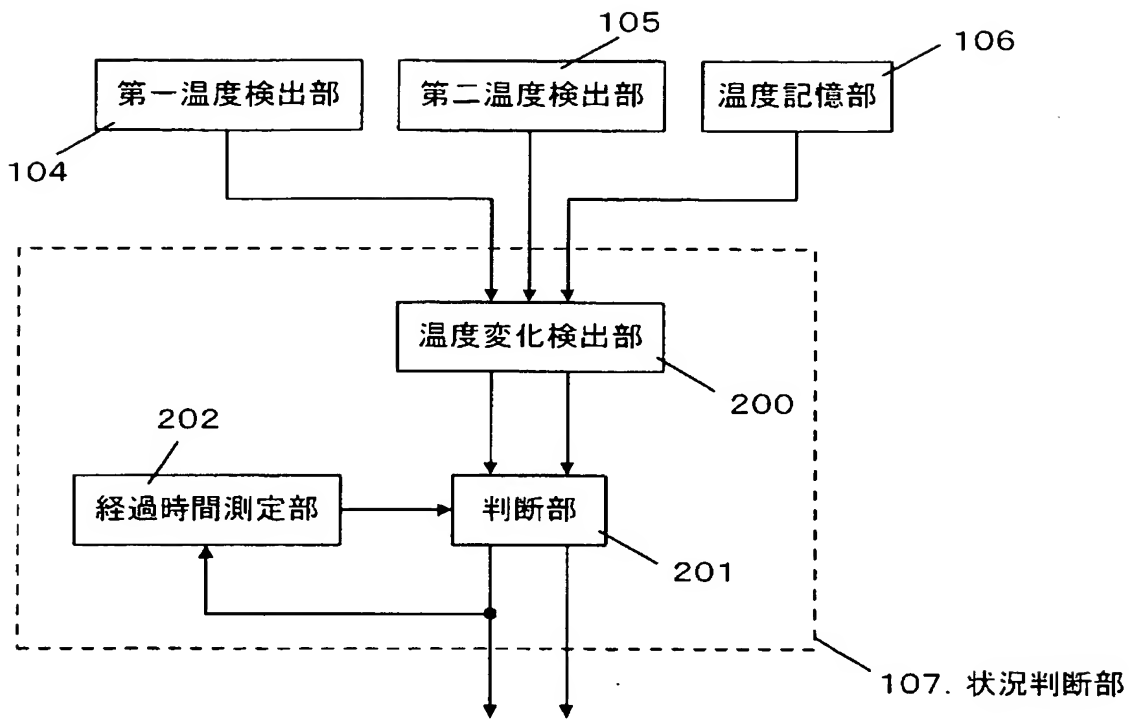 105
106
第一温度検出部
第二温度検出部
温度記憶部
104
温度変化検出部
200
202
経過時間測定部
判断部
201
107. 状況判断部